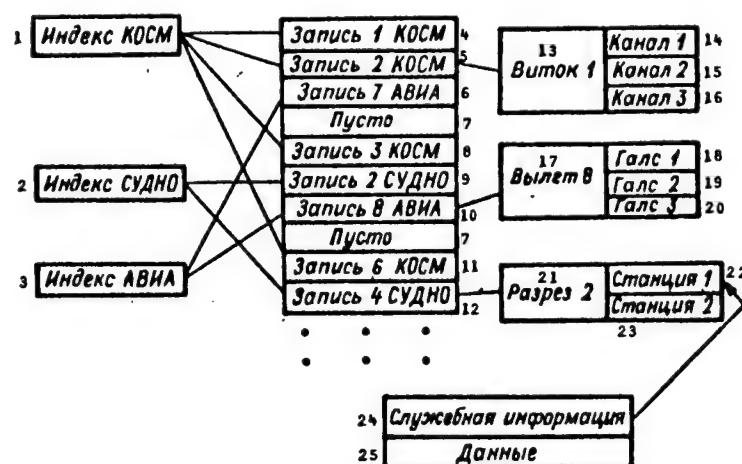 1 Индекс КОСМ
2 Индекс СУДНО
3 Индекс АВИА
Запись 1 КОСМ 4
Запись 2 КОСМ 5
Запись 7 АВИА 6
Пусто 7
Запись 3 КОСМ 8
Запись 2 СУДНО 9
Запись 8 АВИА 10
Пусто 7
Запись 6 КОСМ 11
Запись 4 СУДНО 12
13
Виток 1
Канал 1 14
Канал 2 15
Канал 3 16
17
Вылет 8
Галс 1 18
Галс 2 19
Галс 3 20
21
Разрез 2
Станция 1 22
Станция 2
23
24 Служебная информация
25 Данные